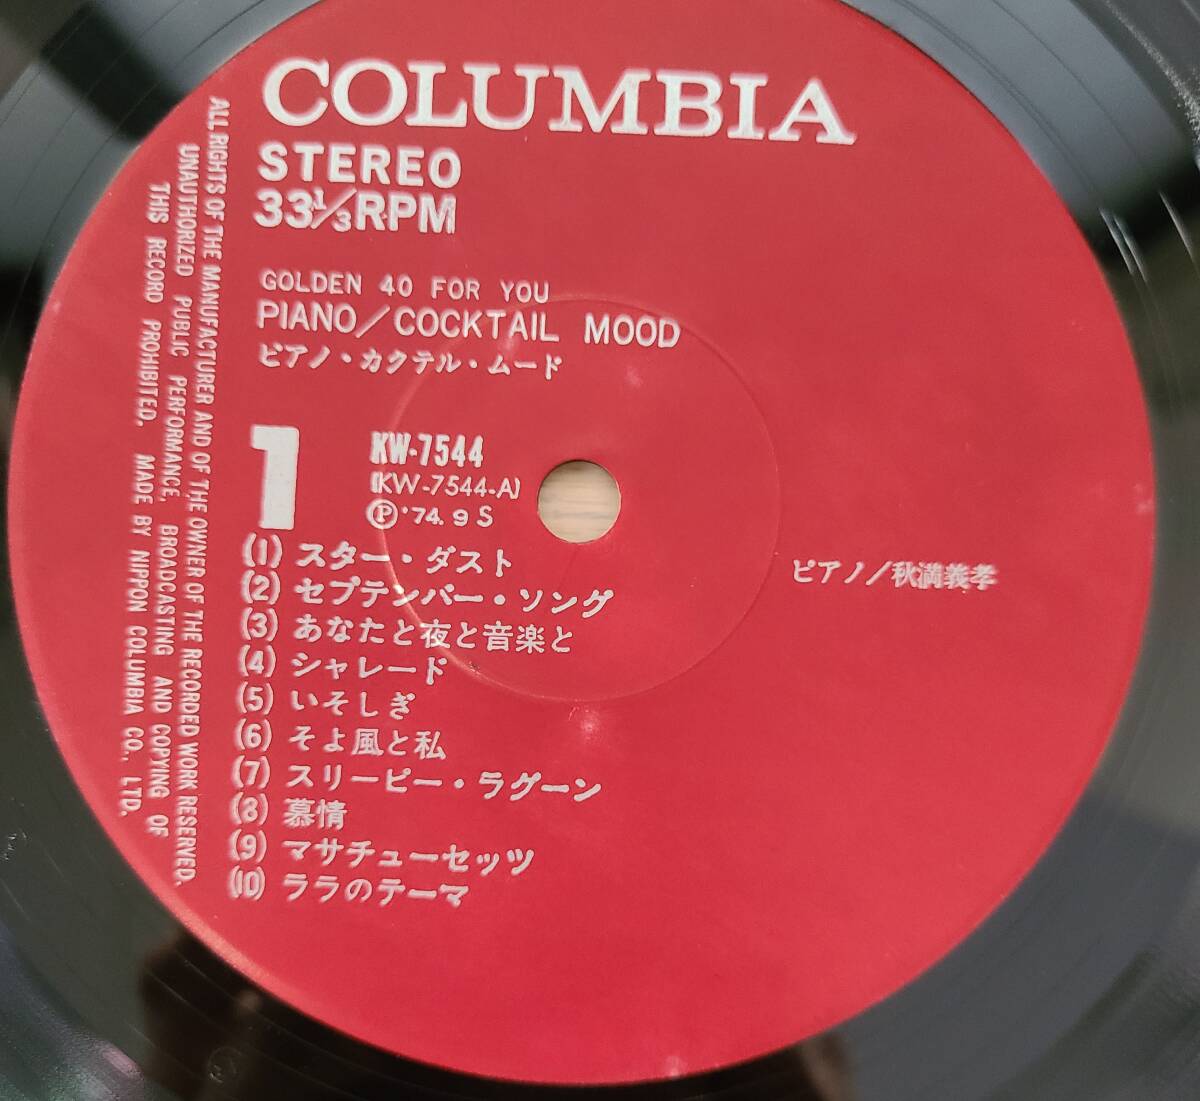 COLUMBIA
STEREO
33⅓RPM
GOLDEN 40 FOR YOU
PIANO／COCKTAIL MOOD
ピアノ・カクテル・ムード
1
KW-7544
(KW-7544-A)
Ⓟ'74. 9 S
(1) スター・ダスト
(2) セプテンバー・ソング
(3) あなたと夜と音楽と
(4) シャレード
(5) いそしぎ
(6) そよ風と私
(7) スリーピー・ラグーン
(8) 慕情
(9) マサチューセッツ
(10) ララのテーマ
ピアノ／秋満義孝
ALL RIGHTS OF THE MANUFACTURER AND OF THE OWNER OF THE RECORDED WORK RESERVED.
UNAUTHORIZED PUBLIC PERFORMANCE, BROADCASTING AND COPYING OF
THIS RECORD PROHIBITED. MADE BY NIPPON COLUMBIA CO., LTD.